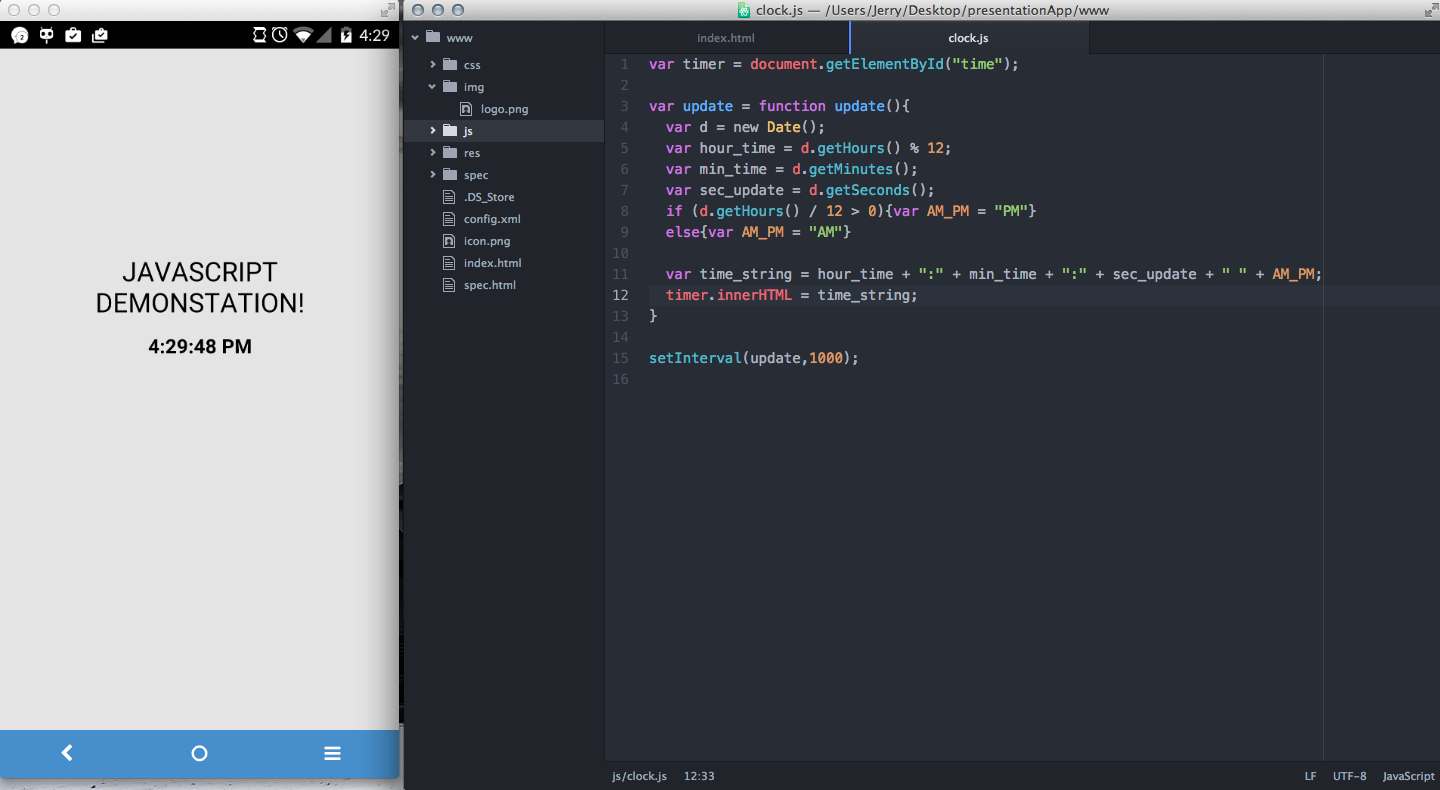 4:29
JAVASCRIPT
DEMONSTATION!
4:29:48 PM
clock.js — /Users/Jerry/Desktop/presentationApp/www
www
css
img
logo.png
js
res
spec
.DS_Store
config.xml
icon.png
index.html
spec.html
index.html
clock.js
1 var timer = document.getElementById("time");
2
3 var update = function update(){
4   var d = new Date();
5   var hour_time = d.getHours() % 12;
6   var min_time = d.getMinutes();
7   var sec_update = d.getSeconds();
8   if (d.getHours() / 12 > 0){var AM_PM = "PM"}
9   else{var AM_PM = "AM"}
10
11   var time_string = hour_time + ":" + min_time + ":" + sec_update + " " + AM_PM;
12   timer.innerHTML = time_string;
13 }
14
15 setInterval(update,1000);
16
js/clock.js 12:33
LF UTF-8 JavaScript